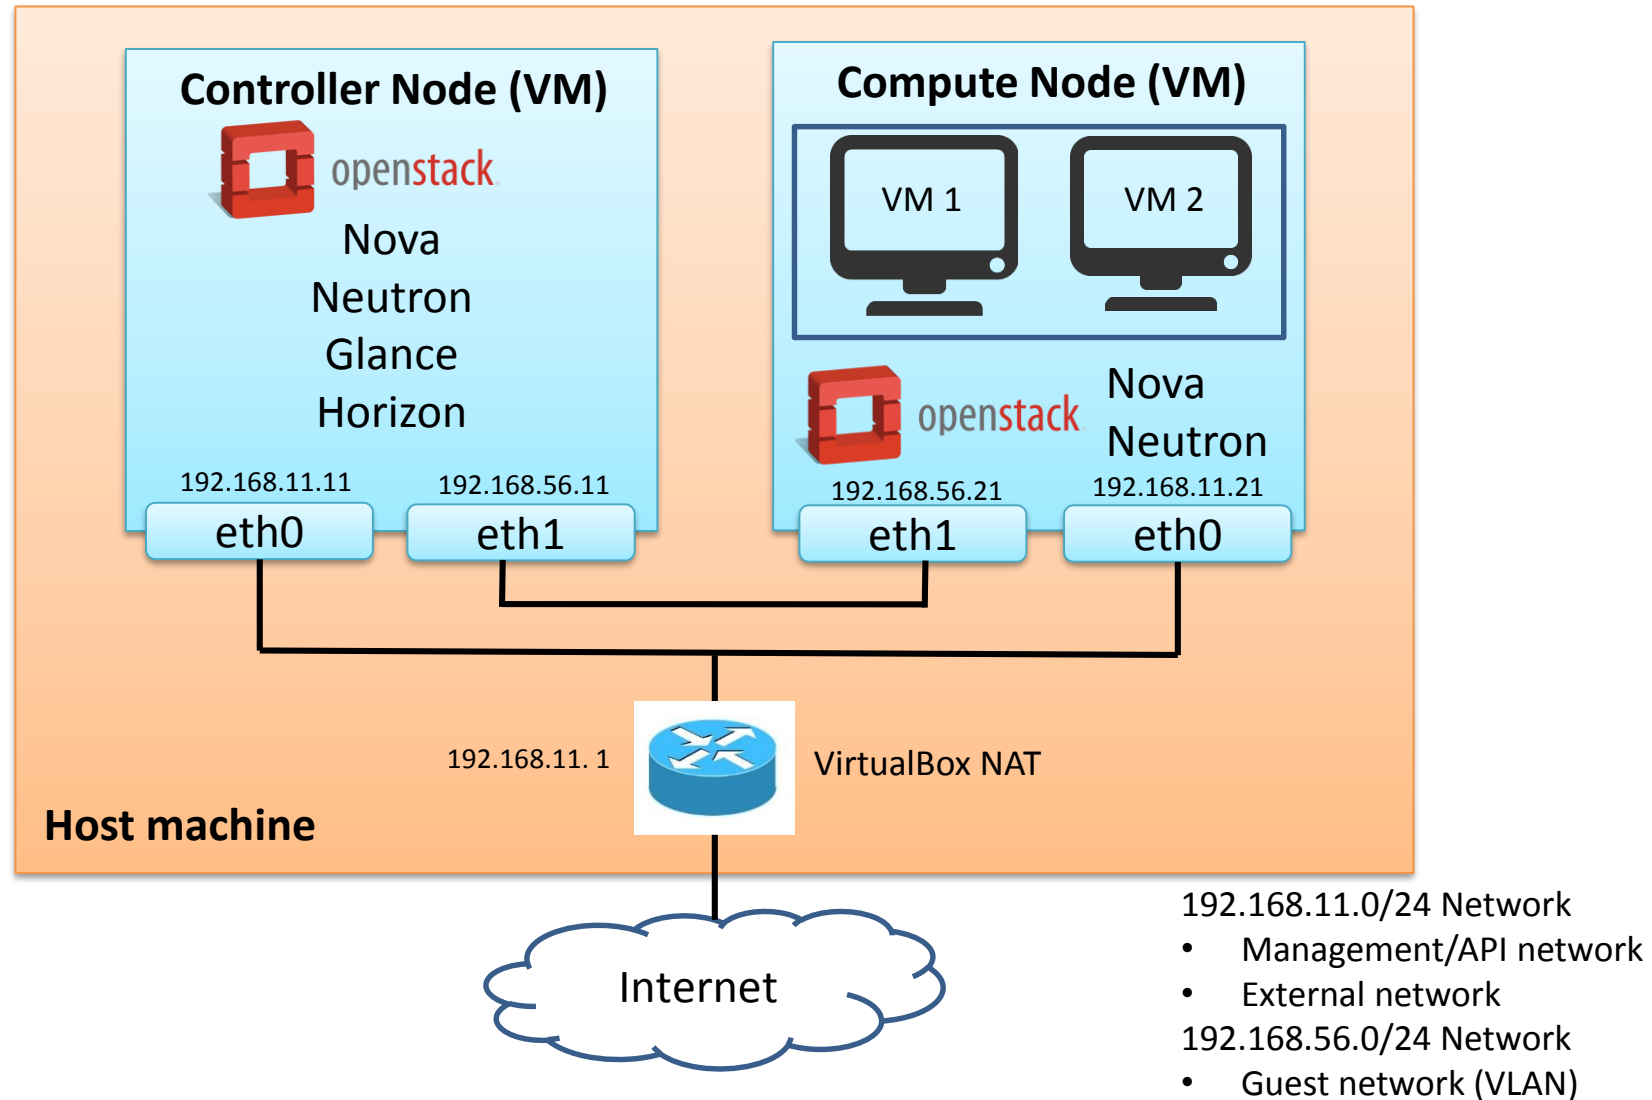 Controller Node (VM)
openstack
Nova
Neutron
Glance
Horizon
192.168.11.11
192.168.56.11
eth0
eth1
Compute Node (VM)
VM 1
VM 2
openstack
Nova
Neutron
192.168.56.21
192.168.11.21
eth1
eth0
192.168.11. 1
VirtualBox NAT
Host machine
Internet
192.168.11.0/24 Network
• Management/API network
• External network
192.168.56.0/24 Network
• Guest network (VLAN)